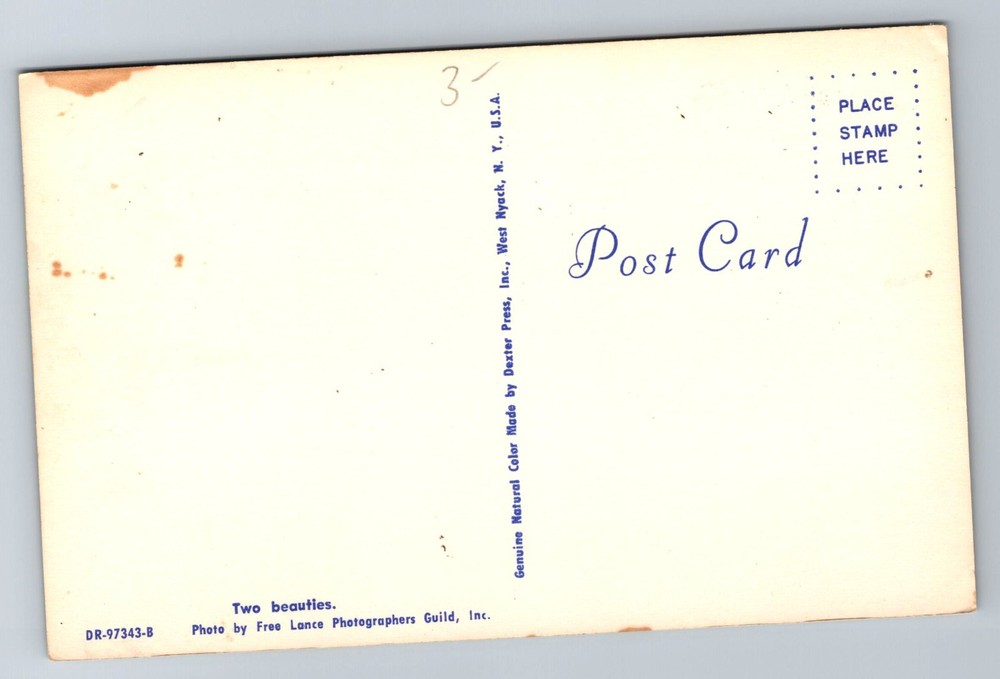 3-
Genuine Natural Color Made by Dexter Press, Inc., West Nyack, N. Y., U.S.A.
PLACE
STAMP
HERE
Post Card
Two beauties.
DR-97343-B Photo by Free Lance Photographers Guild, Inc.